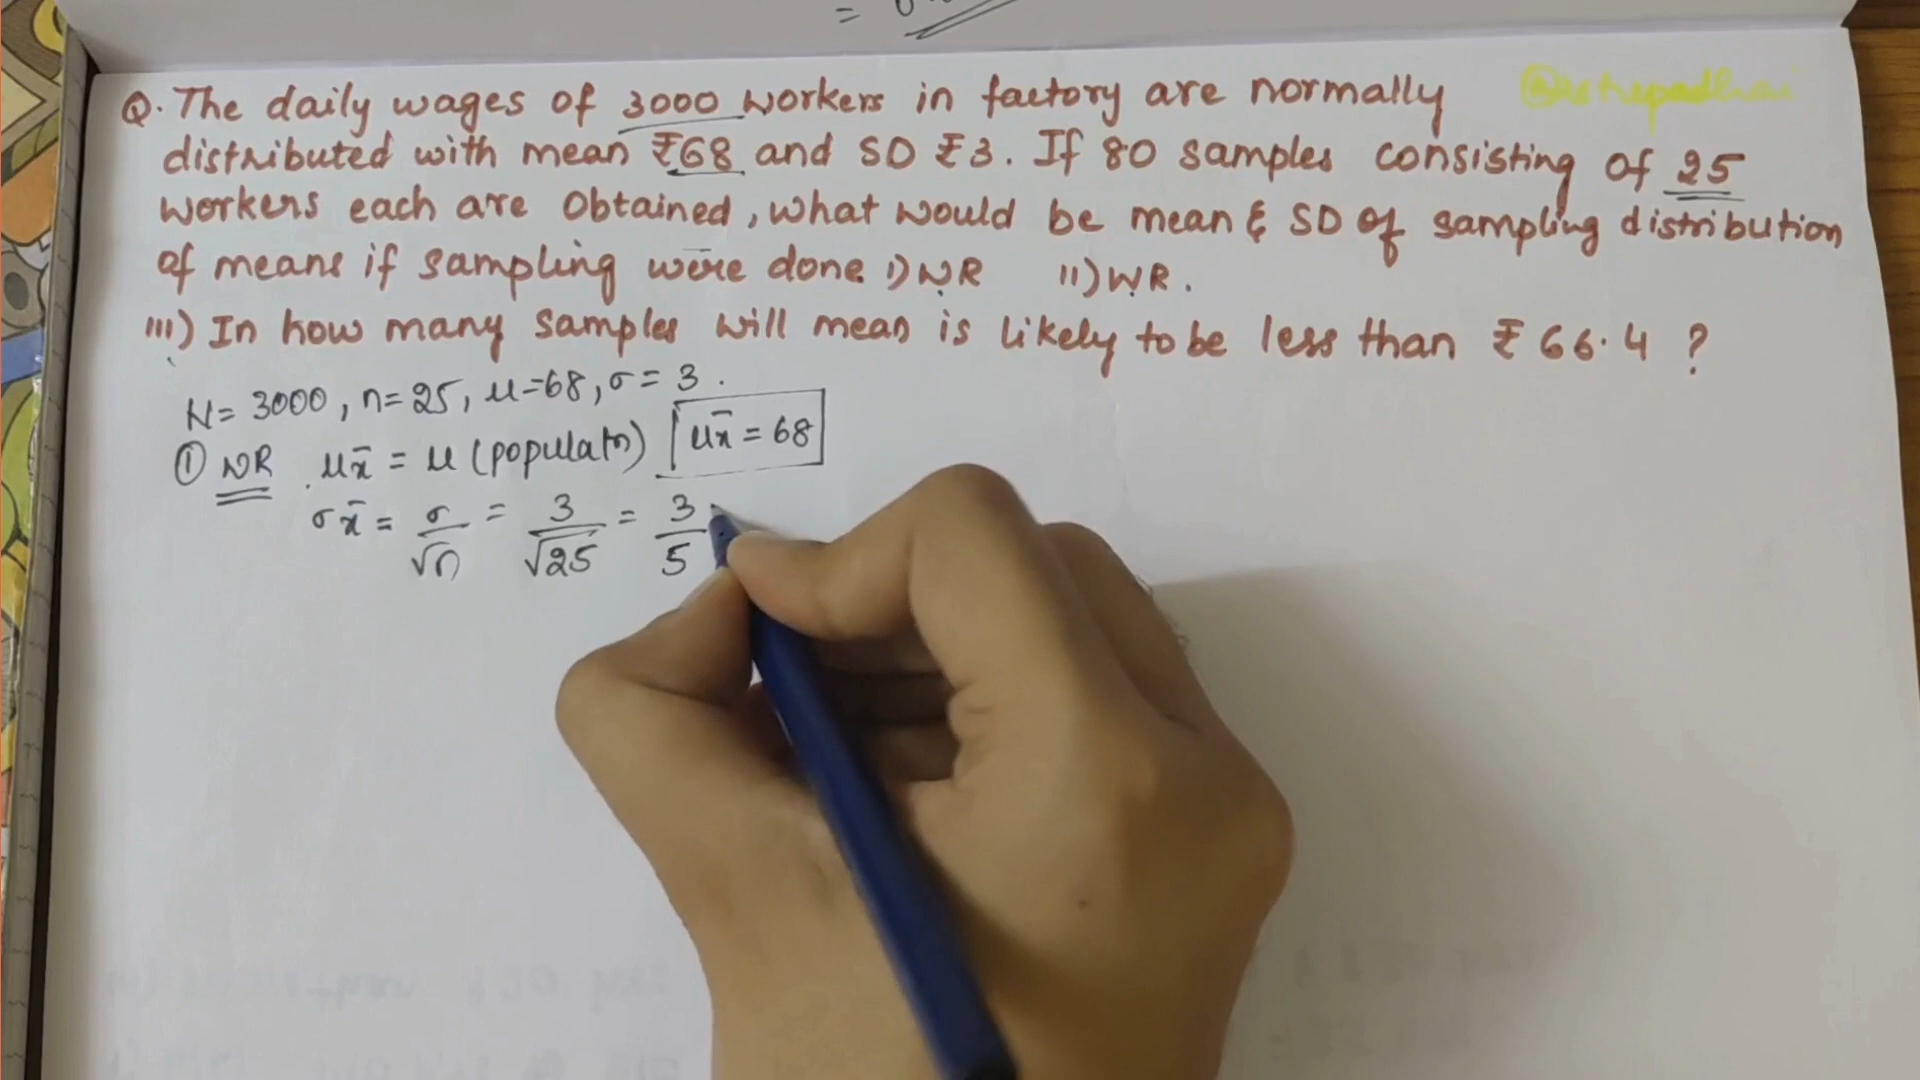 Q. The daily wages of 3000 workers in factory are normally
distributed with mean ₹68 and SD ₹3. If 80 samples consisting of 25
workers each are obtained, what would be mean & SD of sampling distribution
of means if sampling were done i) WR ii) WR.
iii) In how many samples will mean is likely to be less than ₹66.4 ?
N= 3000, n=25, μ=68, σ= 3.
① WR μx̄ = μ (populatn) μx̄ = 68
σx̄ = σ/√n = 3/√25 = 3/5